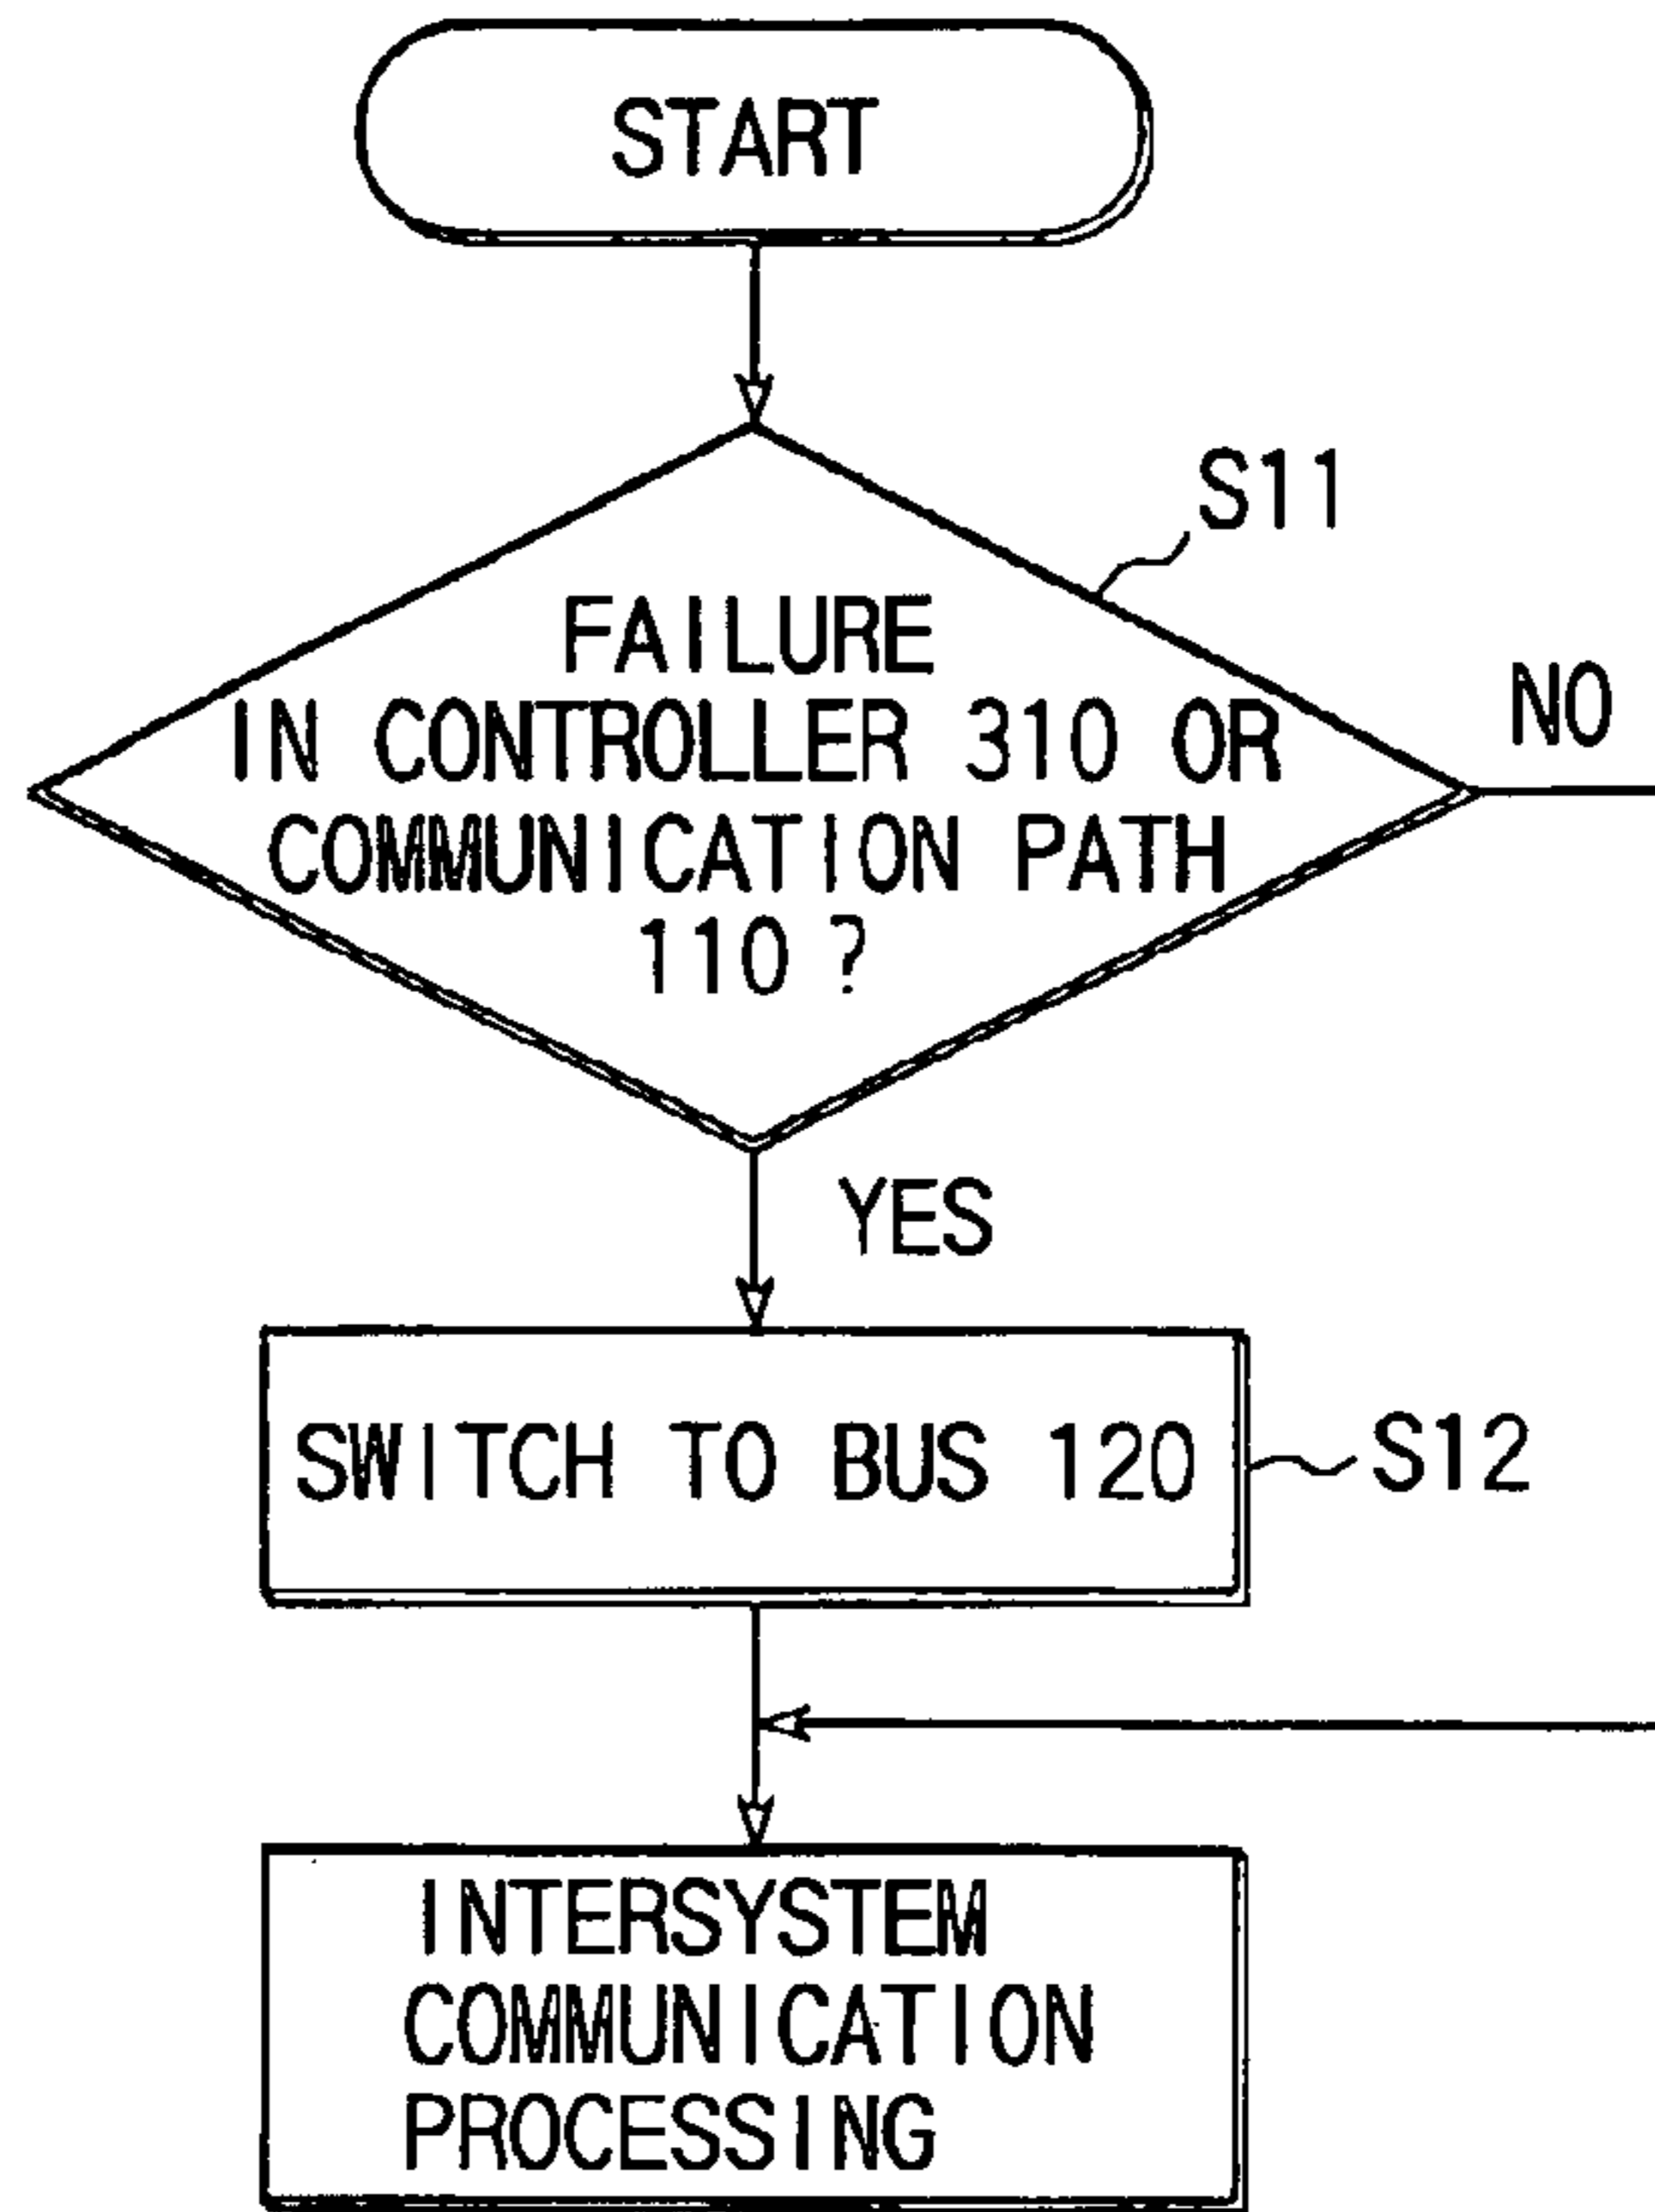 START
S11
FAILURE
IN CONTROLLER 310 OR
COMMUNICATION PATH
110 ?
NO
YES
SWITCH TO BUS 120
S12
INTERSYSTEM
COMMUNICATION
PROCESSING